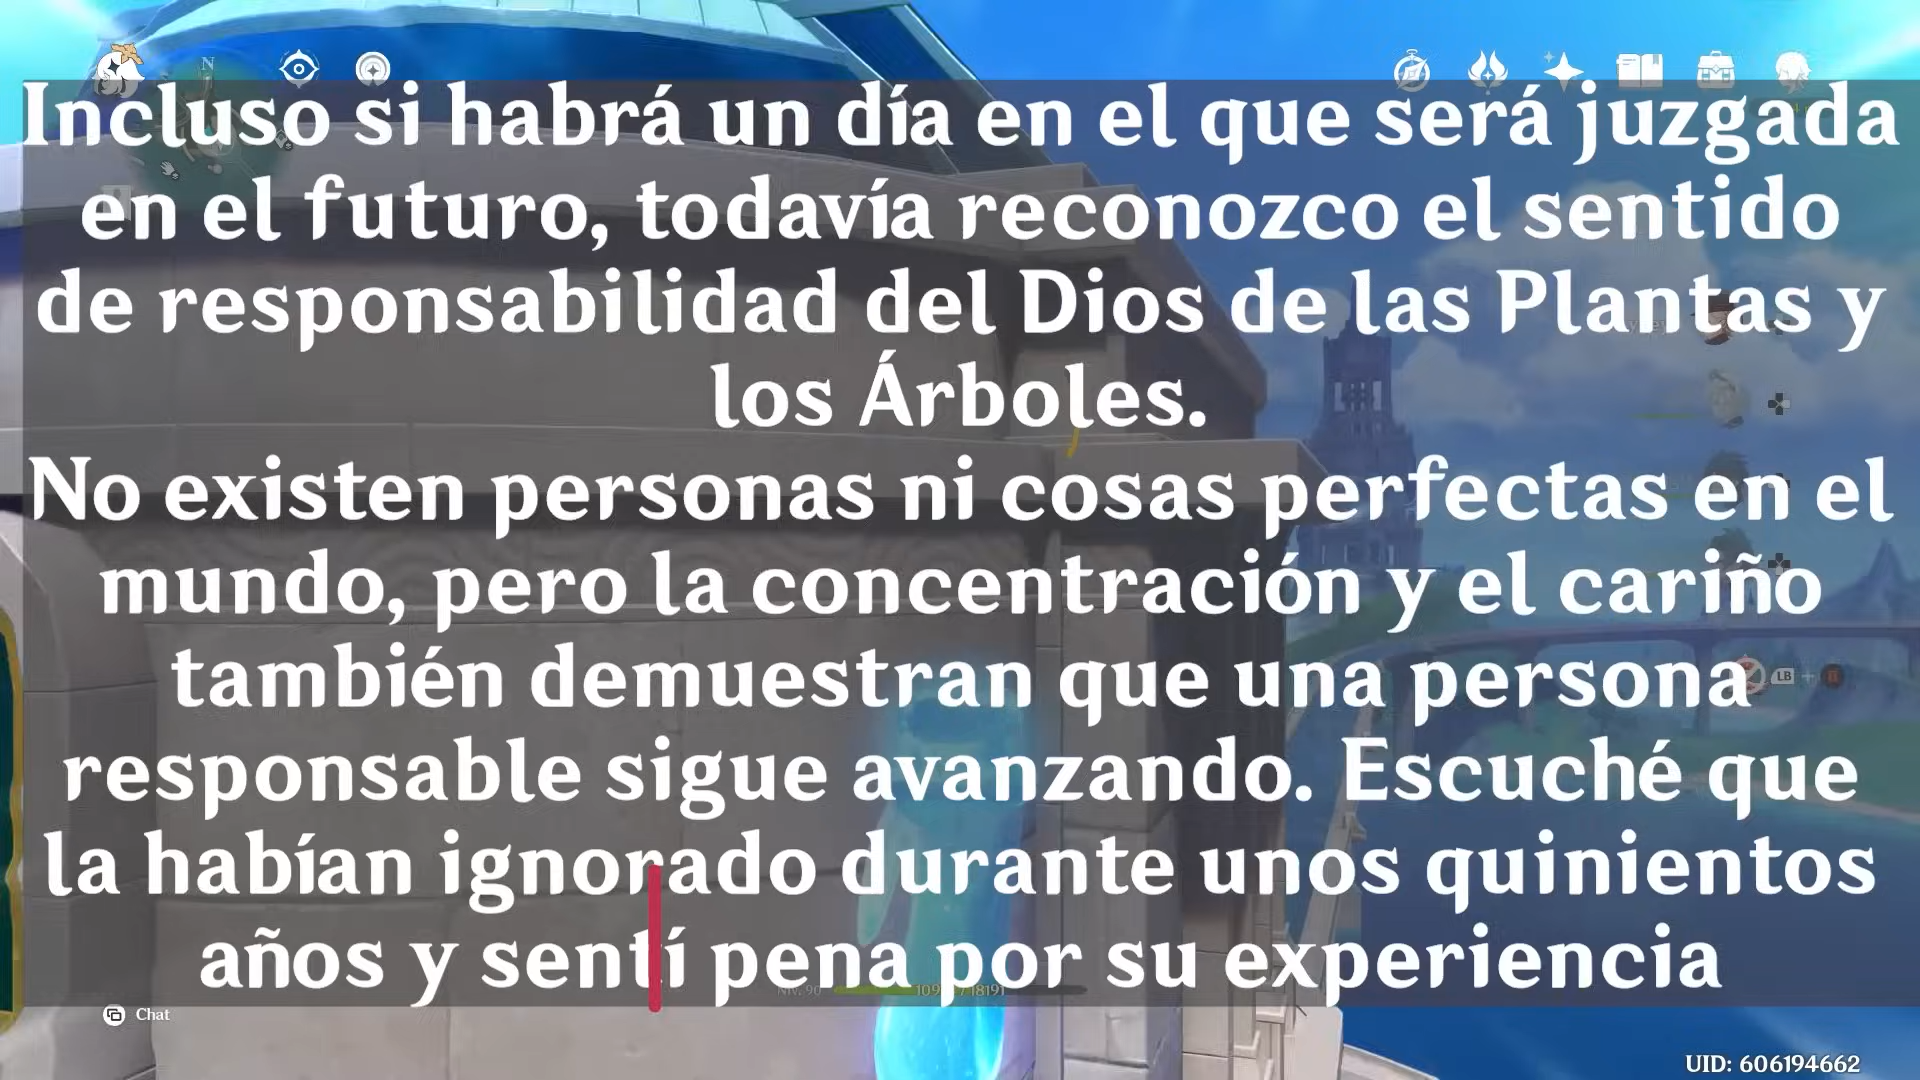 N
Incluso si habrá un día en el que será juzgada
en el futuro, todavía reconozco el sentido
de responsabilidad del Dios de las Plantas y
los Árboles.
No existen personas ni cosas perfectas en el
mundo, pero la concentración y el cariño
también demuestran que una persona
responsable sigue avanzando. Escuché que
la habían ignorado durante unos quinientos
años y sentí pena por su experiencia
LB +
Niv. 90
Chat
UID: 606194662